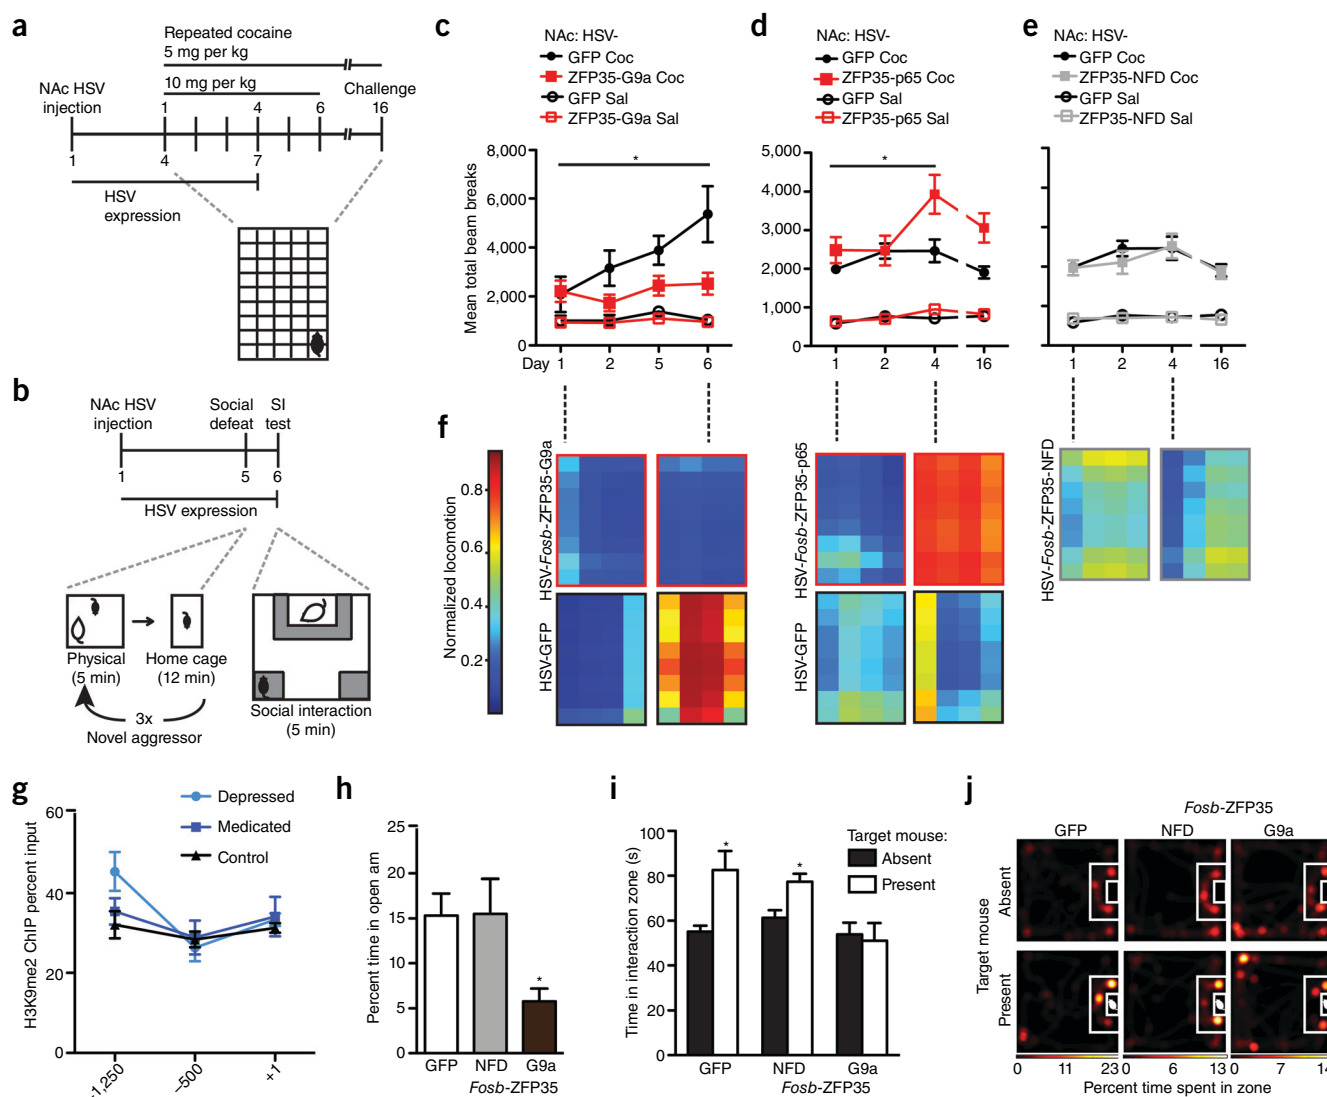 a
Repeated cocaine
5 mg per kg
10 mg per kg
NAc HSV
injection
Challenge
1
4
6
16
1
4
7
HSV
expression
b
NAc HSV
injection
Social
defeat
SI
test
1
5
6
HSV expression
Physical
(5 min)
Home cage
(12 min)
3x
Novel aggressor
Social interaction
(5 min)
c
NAc: HSV-
GFP Coc
ZFP35-G9a Coc
GFP Sal
ZFP35-G9a Sal
Mean total beam breaks
8,000
6,000
4,000
2,000
0
*
Day
1
2
5
6
d
NAc: HSV-
GFP Coc
ZFP35-p65 Coc
GFP Sal
ZFP35-p65 Sal
5,000
4,000
3,000
2,000
1,000
0
*
1
2
4
16
e
NAc: HSV-
GFP Coc
ZFP35-NFD Coc
GFP Sal
ZFP35-NFD Sal
1
2
4
16
f
Normalized locomotion
0.8
0.6
0.4
0.2
HSV-Fosb-ZFP35-G9a
HSV-GFP
HSV-Fosb-ZFP35-p65
HSV-GFP
HSV-Fosb-ZFP35-NFD
g
H3K9me2 ChIP percent input
60
40
20
0
Depressed
Medicated
Control
-1,250
–500
+1
h
Percent time in open am
25
20
15
10
5
0
*
GFP
NFD
G9a
Fosb-ZFP35
i
Time in interaction zone (s)
100
80
60
40
20
0
Target mouse:
Absent
Present
*
*
GFP
NFD
G9a
Fosb-ZFP35
j
Fosb-ZFP35
GFP
NFD
G9a
Target mouse
Absent
Present
0
11
23
0
6
13
0
7
14
Percent time spent in zone